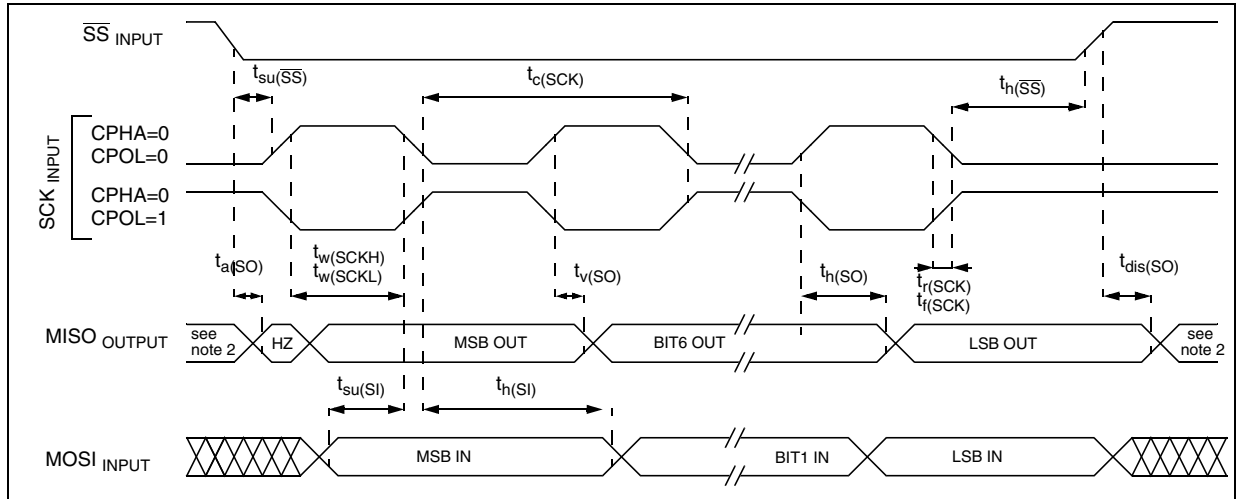 SS INPUT
tsu(SS)
tc(SCK)
th(SS)
SCK INPUT
CPHA=0
CPOL=0
CPHA=0
CPOL=1
ta(SO)
tw(SCKH)
tw(SCKL)
tv(SO)
th(SO)
tr(SCK)
tf(SCK)
tdis(SO)
MISO OUTPUT
see
note 2
HZ
MSB OUT
BIT6 OUT
LSB OUT
see
note 2
tsu(SI)
th(SI)
MOSI INPUT
MSB IN
BIT1 IN
LSB IN